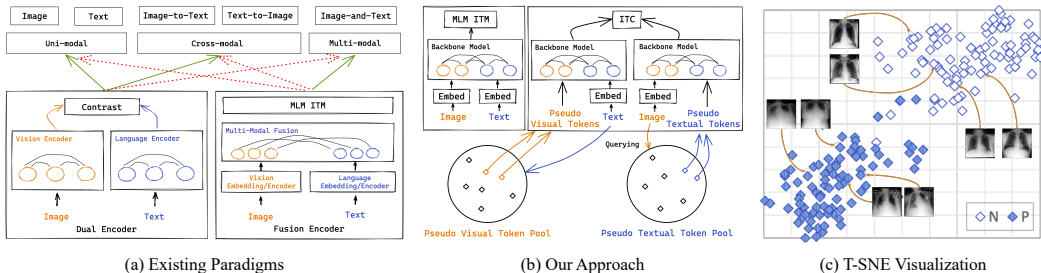 Image
Text
Image-to-Text
Text-to-Image
Image-and-Text
Uni-modal
Cross-modal
Multi-modal
Contrast
Vision Encoder
Language Encoder
Image
Text
Dual Encoder
MLM ITM
Multi-Modal Fusion
Vision
Embedding/Encoder
Language
Embedding/Encoder
Image
Text
Fusion Encoder
(a) Existing Paradigms
MLM ITM
Backbone Model
Embed
Embed
Image
Text
ITC
Backbone Model
Backbone Model
Pseudo
Visual Tokens
Embed
Text
Embed
Image
Pseudo
Textual Tokens
Querying
Pseudo Visual Token Pool
Pseudo Textual Token Pool
(b) Our Approach
N
P
(c) T-SNE Visualization